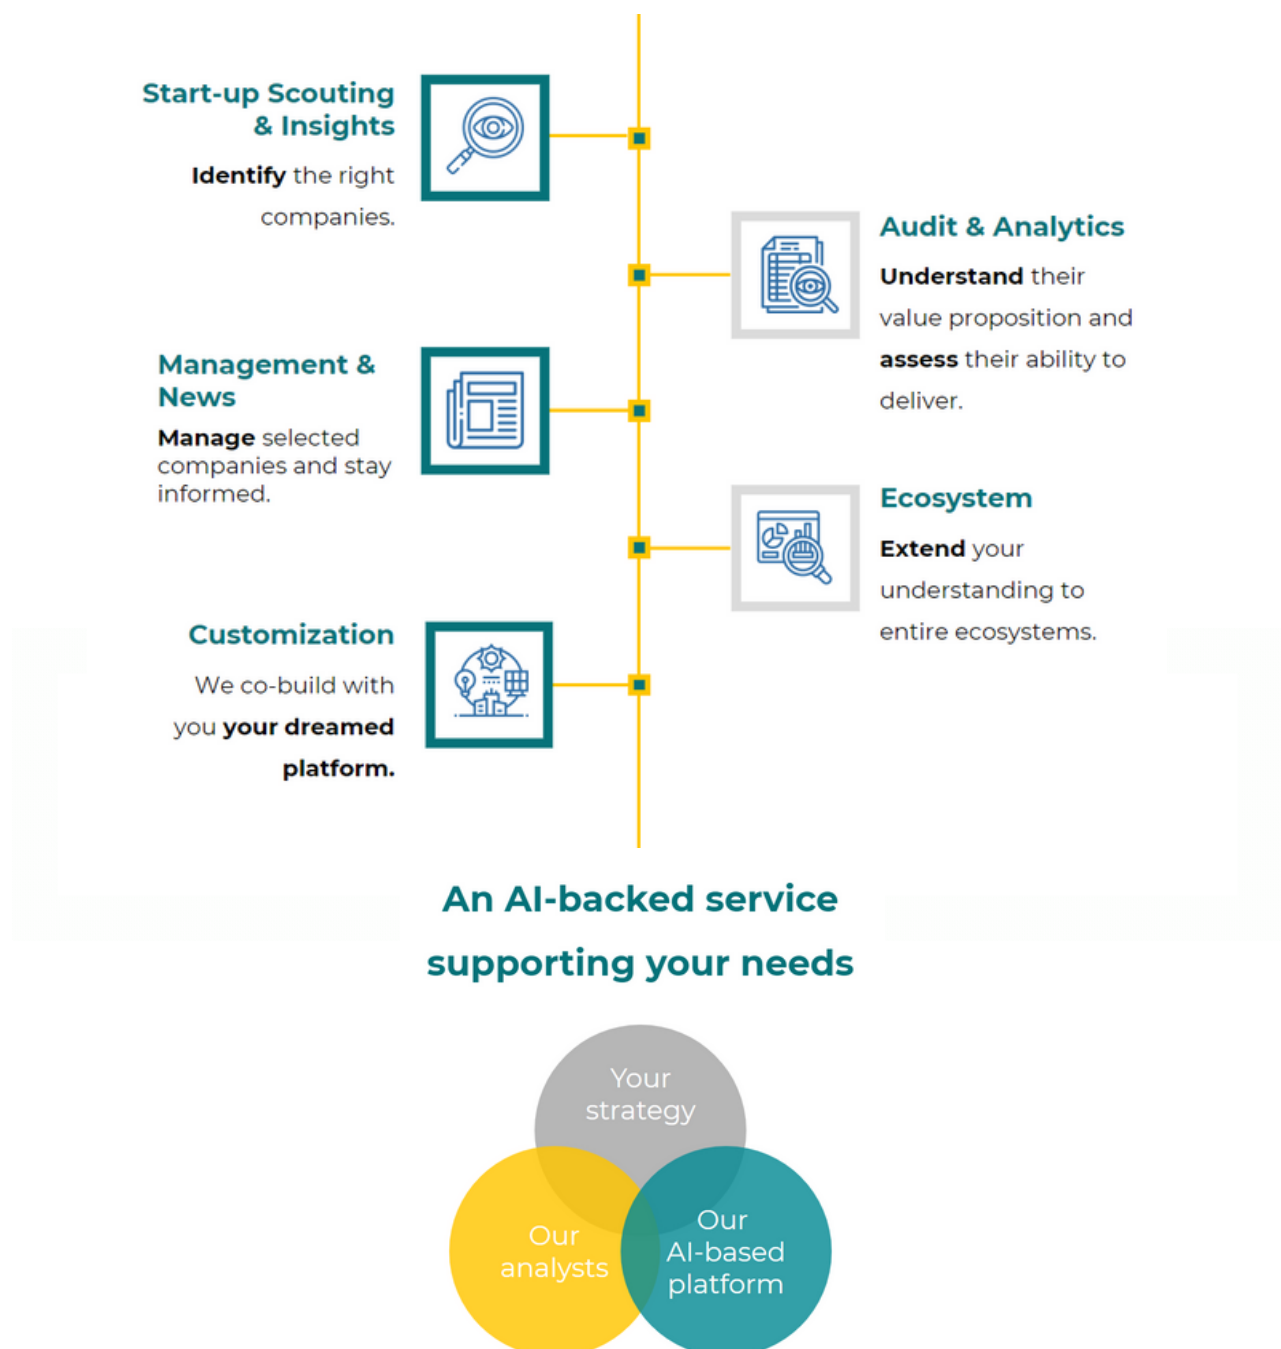 Start-up Scouting
& Insights
Identify the right
companies.
Audit & Analytics
Understand their
value proposition and
assess their ability to
deliver.
Management &
News
Manage selected
companies and stay
informed.
Ecosystem
Extend your
understanding to
entire ecosystems.
Customization
We co-build with
you your dreamed
platform.
An AI-backed service
supporting your needs
Your
strategy
Our
analysts
Our
AI-based
platform